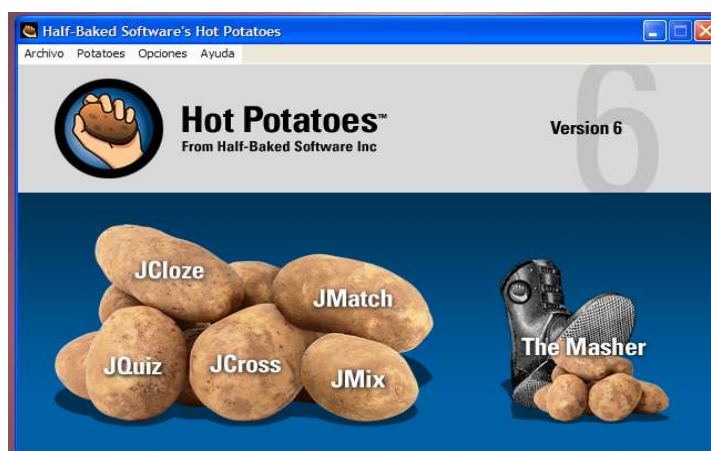 Half-Baked Software's Hot Potatoes
Archivo Potatoes Opciones Ayuda
Hot Potatoes™
From Half-Baked Software Inc
Version 6
6
JCloze
JMatch
JQuiz
JCross
JMix
The Masher